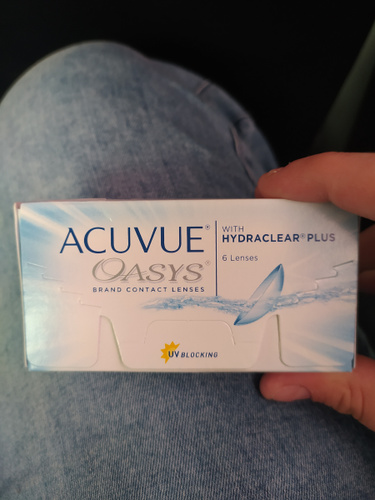 ACUVUE®
OASYS®
BRAND CONTACT LENSES
WITH
HYDRACLEAR® PLUS
6 Lenses
UV BLOCKING